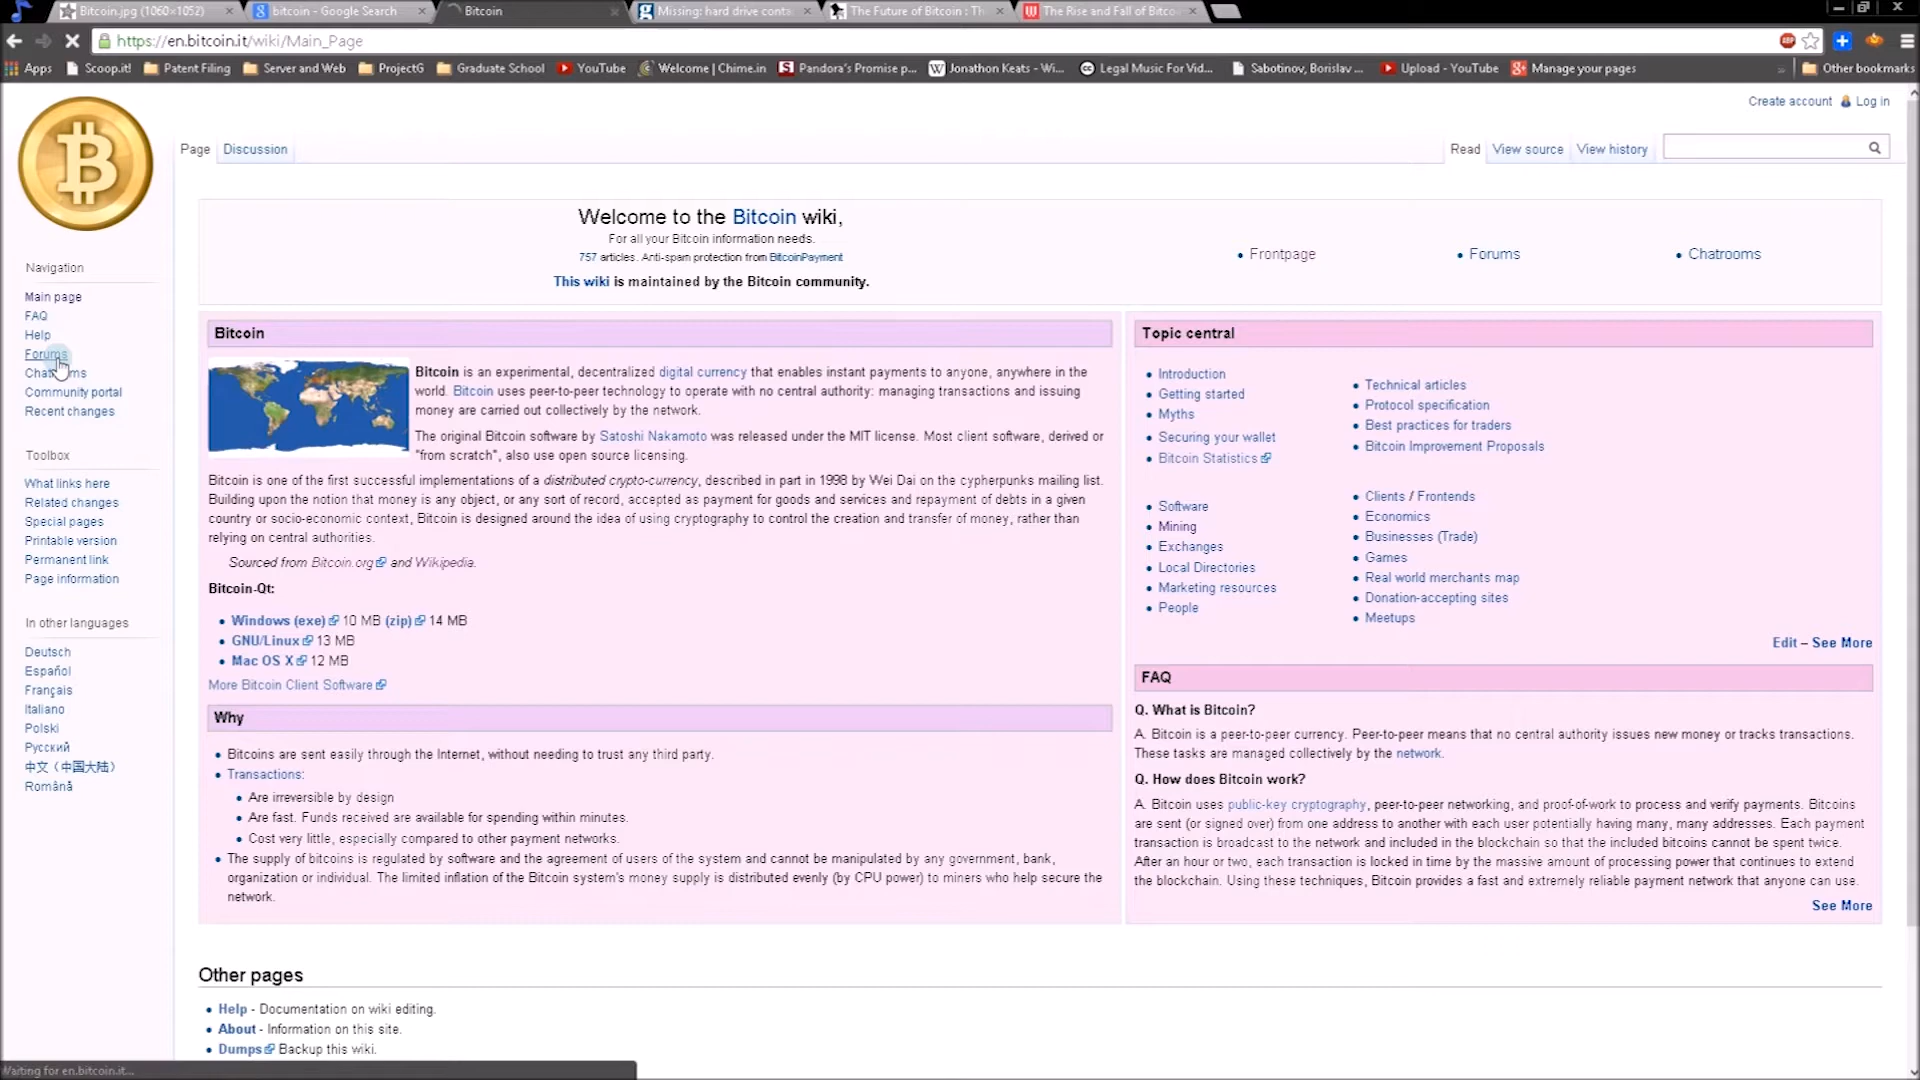 Bitcoin.jpg (1060×1052)
bitcoin - Google Search
Bitcoin
Missing: hard drive conta
The Future of Bitcoin : Th
The Rise and Fall of Bitco
https://en.bitcoin.it/wiki/Main_Page
ABP
Apps
Scoop.it!
Patent Filing
Server and Web
ProjectG
Graduate School
YouTube
Welcome | Chime.in
Pandora's Promise p...
Jonathon Keats - Wi...
Legal Music For Vid...
Sabotinov, Borislav ...
Upload - YouTube
Manage your pages
»
Other bookmarks
Create account
Log in
Page
Discussion
Read
View source
View history
Welcome to the Bitcoin wiki,
For all your Bitcoin information needs.
757 articles. Anti-spam protection from BitcoinPayment
This wiki is maintained by the Bitcoin community.
• Frontpage
• Forums
• Chatrooms
Navigation
Main page
FAQ
Help
Forums
Community portal
Recent changes
Toolbox
What links here
Related changes
Special pages
Printable version
Permanent link
Page information
In other languages
Deutsch
Español
Français
Italiano
Polski
Русский
中文（中国大陆）
Română
Bitcoin
Bitcoin is an experimental, decentralized digital currency that enables instant payments to anyone, anywhere in the
world. Bitcoin uses peer-to-peer technology to operate with no central authority: managing transactions and issuing
money are carried out collectively by the network.
The original Bitcoin software by Satoshi Nakamoto was released under the MIT license. Most client software, derived or
"from scratch", also use open source licensing.
Bitcoin is one of the first successful implementations of a distributed crypto-currency, described in part in 1998 by Wei Dai on the cypherpunks mailing list.
Building upon the notion that money is any object, or any sort of record, accepted as payment for goods and services and repayment of debts in a given
country or socio-economic context, Bitcoin is designed around the idea of using cryptography to control the creation and transfer of money, rather than
relying on central authorities.
Sourced from Bitcoin.org and Wikipedia.
Bitcoin-Qt:
• Windows (exe) 10 MB (zip) 14 MB
• GNU/Linux 13 MB
• Mac OS X 12 MB
More Bitcoin Client Software
Why
• Bitcoins are sent easily through the Internet, without needing to trust any third party.
• Transactions:
• Are irreversible by design
• Are fast. Funds received are available for spending within minutes.
• Cost very little, especially compared to other payment networks.
• The supply of bitcoins is regulated by software and the agreement of users of the system and cannot be manipulated by any government, bank,
organization or individual. The limited inflation of the Bitcoin system's money supply is distributed evenly (by CPU power) to miners who help secure the
network.
Topic central
• Introduction
• Getting started
• Myths
• Securing your wallet
• Bitcoin Statistics
• Technical articles
• Protocol specification
• Best practices for traders
• Bitcoin Improvement Proposals
• Software
• Mining
• Exchanges
• Local Directories
• Marketing resources
• People
• Clients / Frontends
• Economics
• Businesses (Trade)
• Games
• Real world merchants map
• Donation-accepting sites
• Meetups
Edit – See More
FAQ
Q. What is Bitcoin?
A. Bitcoin is a peer-to-peer currency. Peer-to-peer means that no central authority issues new money or tracks transactions.
These tasks are managed collectively by the network.
Q. How does Bitcoin work?
A. Bitcoin uses public-key cryptography, peer-to-peer networking, and proof-of-work to process and verify payments. Bitcoins
are sent (or signed over) from one address to another with each user potentially having many, many addresses. Each payment
transaction is broadcast to the network and included in the blockchain so that the included bitcoins cannot be spent twice.
After an hour or two, each transaction is locked in time by the massive amount of processing power that continues to extend
the blockchain. Using these techniques, Bitcoin provides a fast and extremely reliable payment network that anyone can use.
See More
Other pages
• Help - Documentation on wiki editing.
• About - Information on this site.
• Dumps Backup this wiki.
Waiting for en.bitcoin.it...